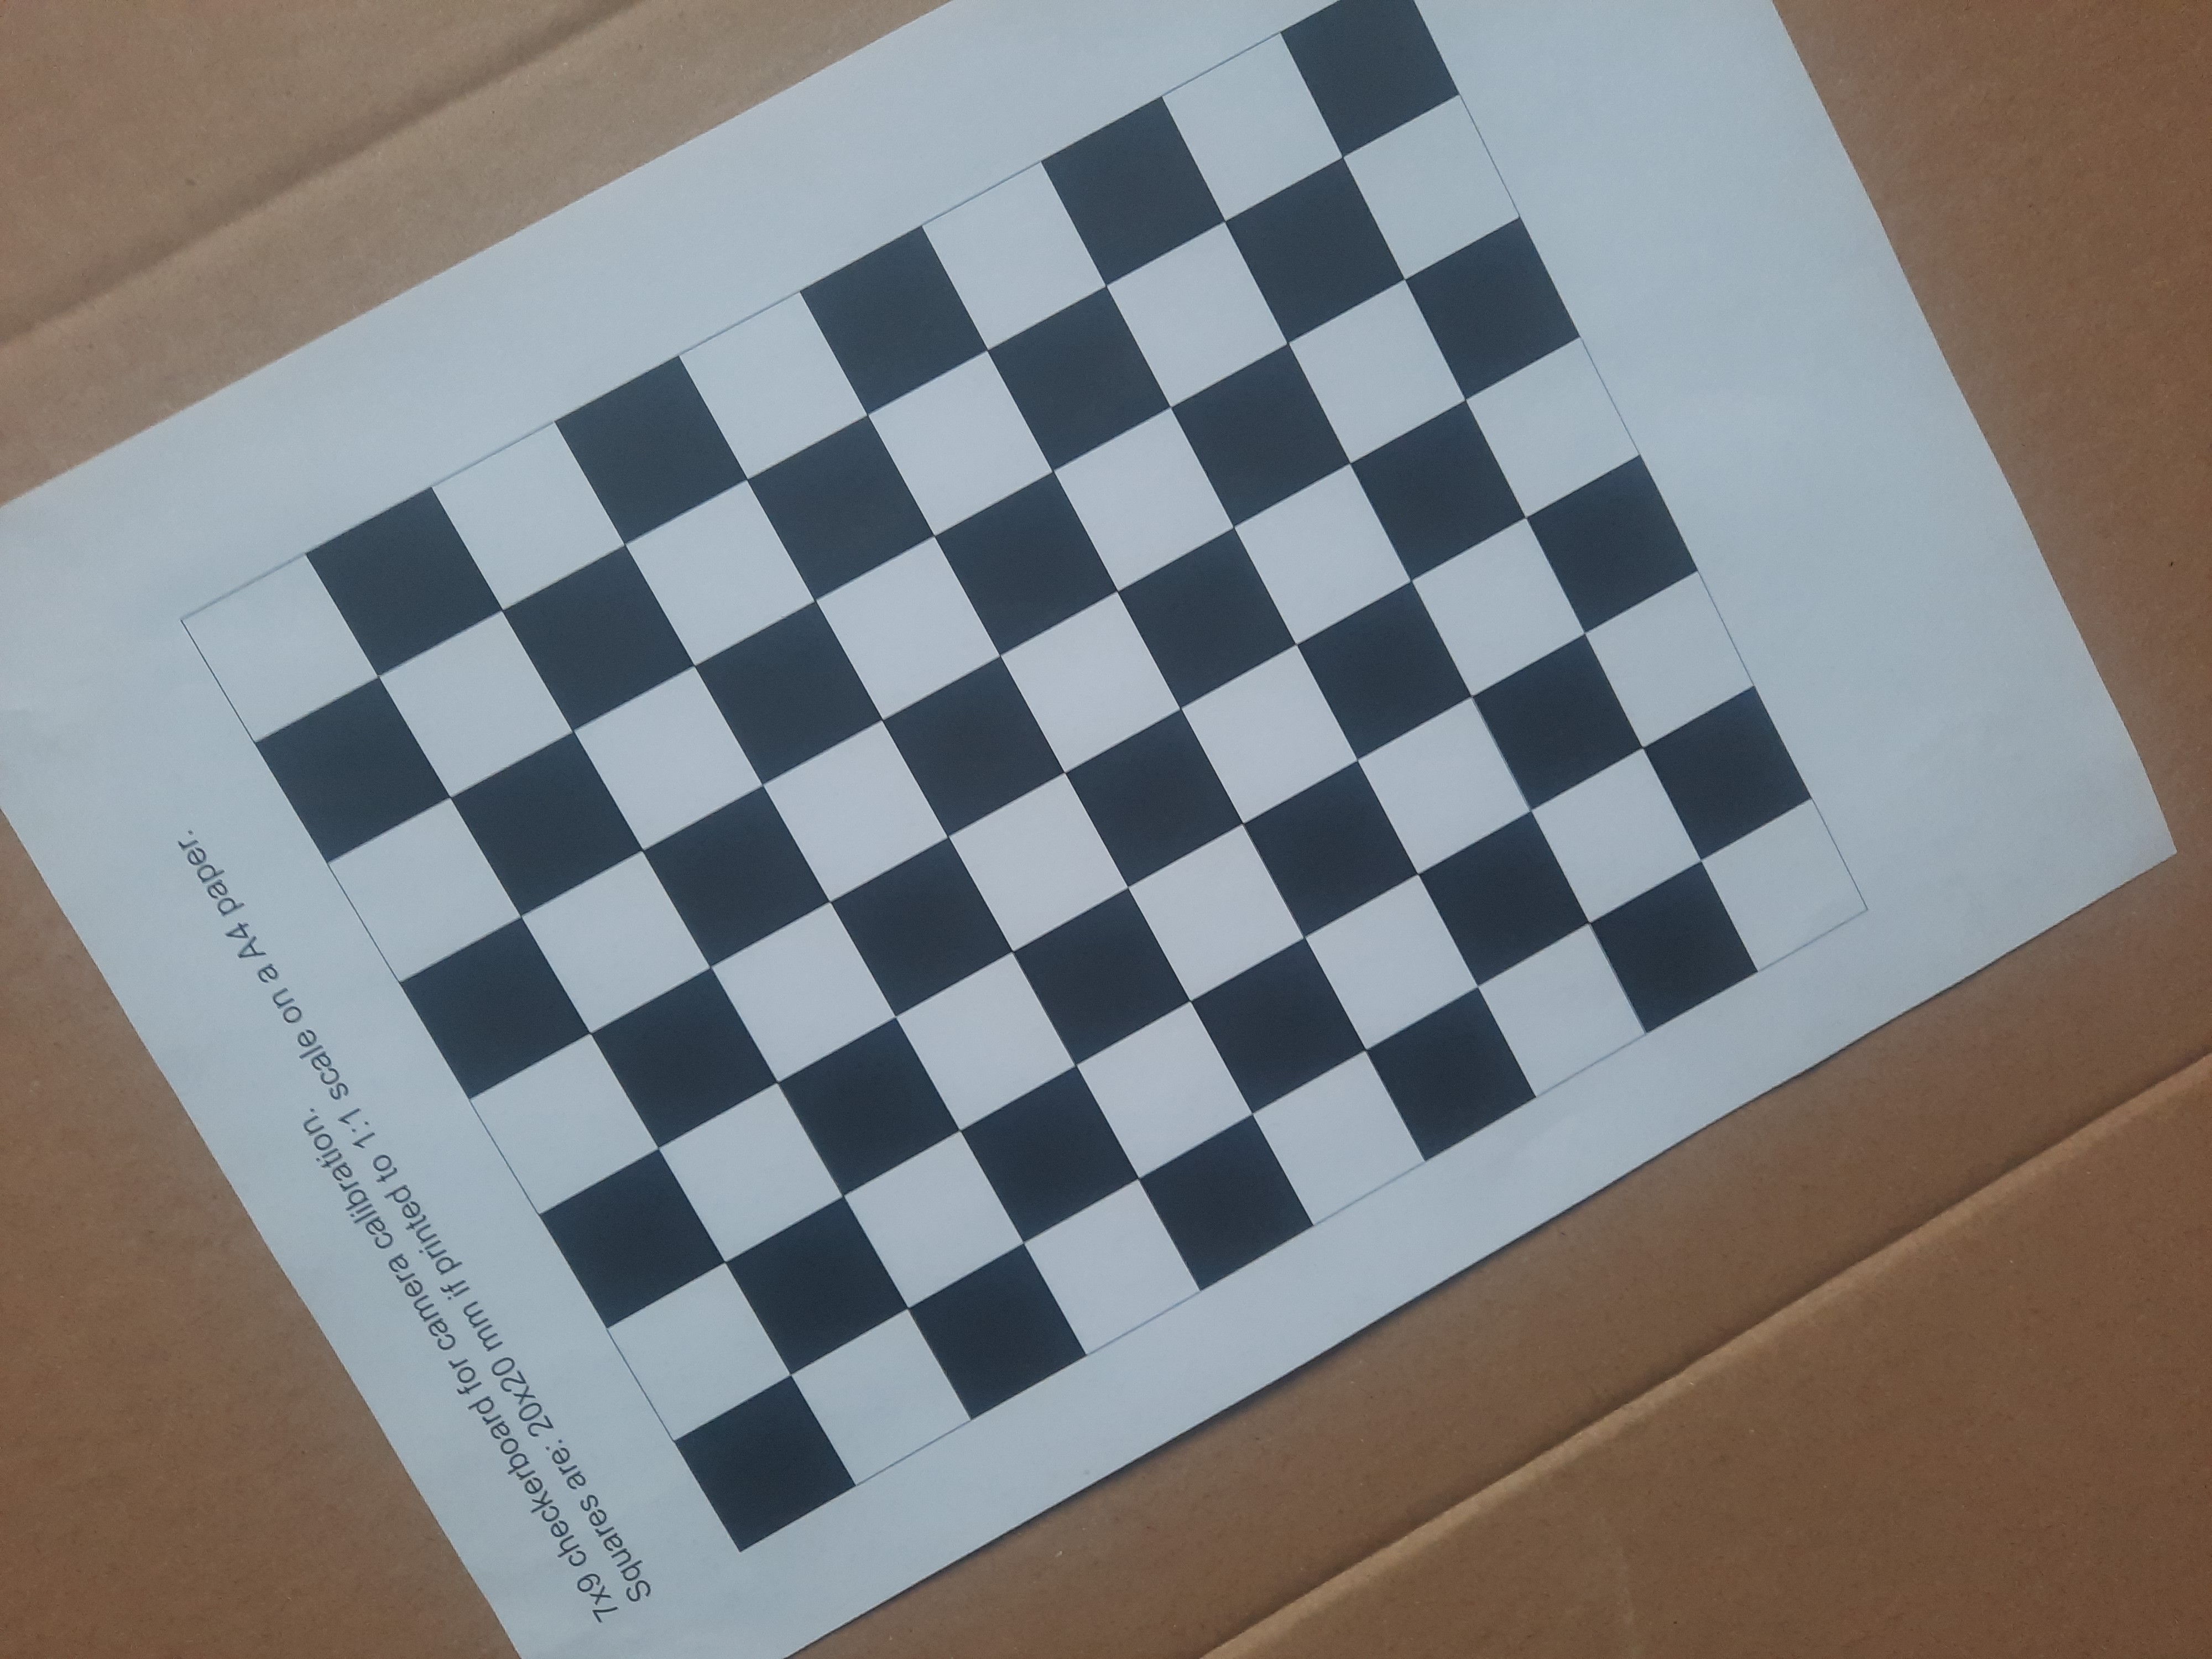 7x9 checkerboard for camera calibration.
Squares are: 20x20 mm if printed to 1:1 scale on a A4 paper.